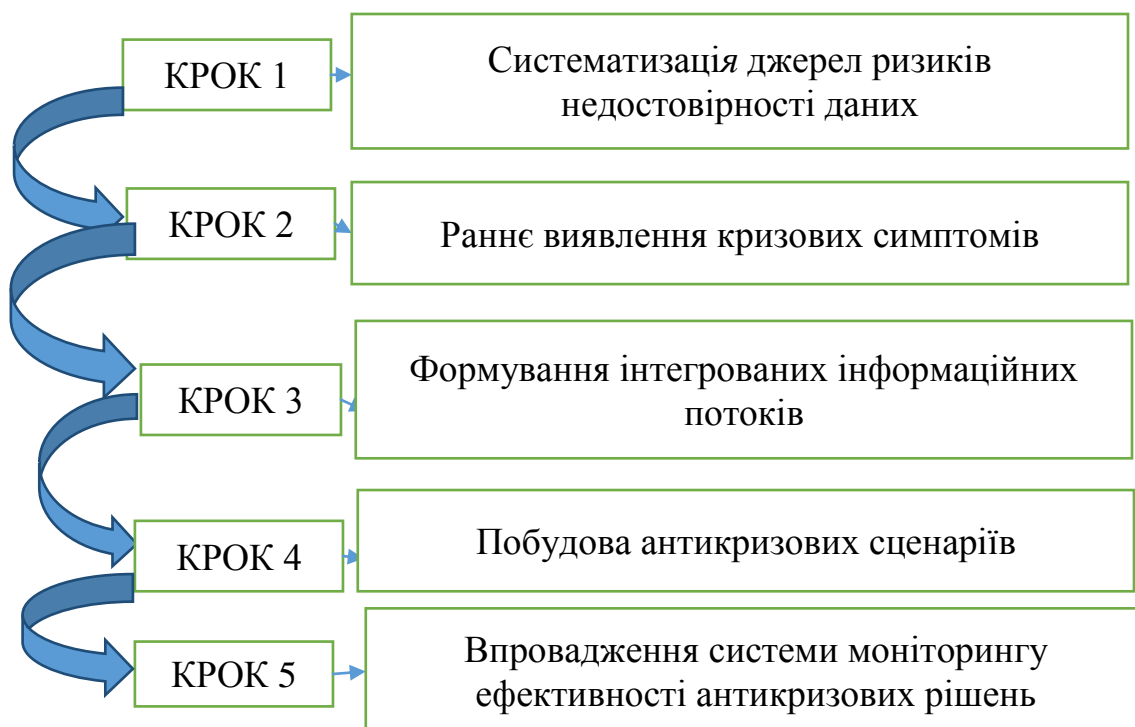 КРОК 1
Систематизація джерел ризиків
недостовірності даних
КРОК 2
Раннє виявлення кризових симптомів
КРОК 3
Формування інтегрованих інформаційних
потоків
КРОК 4
Побудова антикризових сценаріїв
КРОК 5
Впровадження системи моніторингу
ефективності антикризових рішень